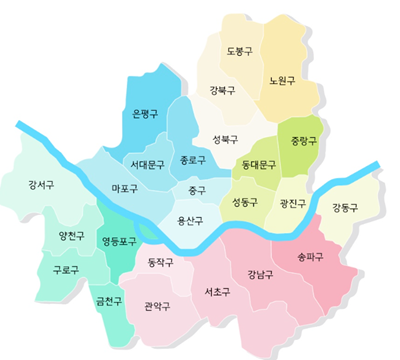 도봉구
노원구
강북구
은평구
성북구
중랑구
서대문구
종로구
동대문구
강서구
마포구
중구
성동구
광진구
강동구
용산구
양천구
영등포구
동작구
송파구
구로구
강남구
서초구
금천구
관악구